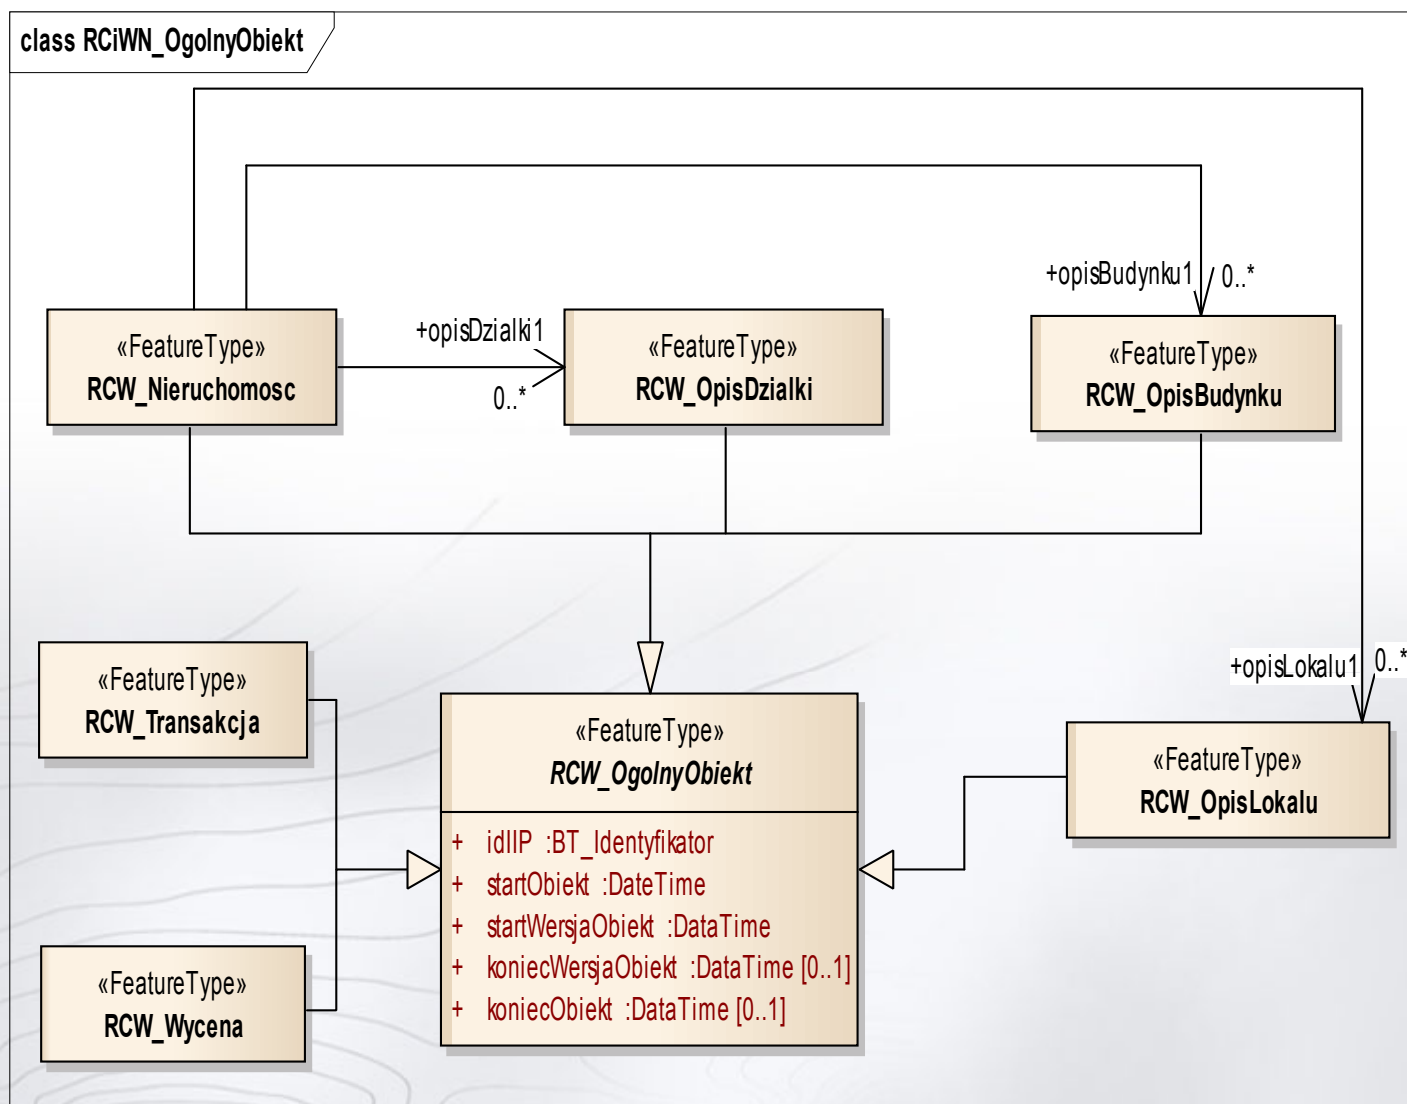 class RCiWN_OgolnyObiekt
+opisBudynku1 0..*
«FeatureType»
RCW_Nieruchomosc
+opisDzialki1
0..*
«FeatureType»
RCW_OpisDzialki
«FeatureType»
RCW_OpisBudynku
«FeatureType»
RCW_Transakcja
+opisLokalu1 0..*
«FeatureType»
RCW_OgolnyObiekt
+ idIIP :BT_Identyfikator
+ startObiekt :DateTime
+ startWersjaObiekt :DataTime
+ koniecWersjaObiekt :DataTime [0..1]
+ koniecObiekt :DataTime [0..1]
«FeatureType»
RCW_OpisLokalu
«FeatureType»
RCW_Wycena